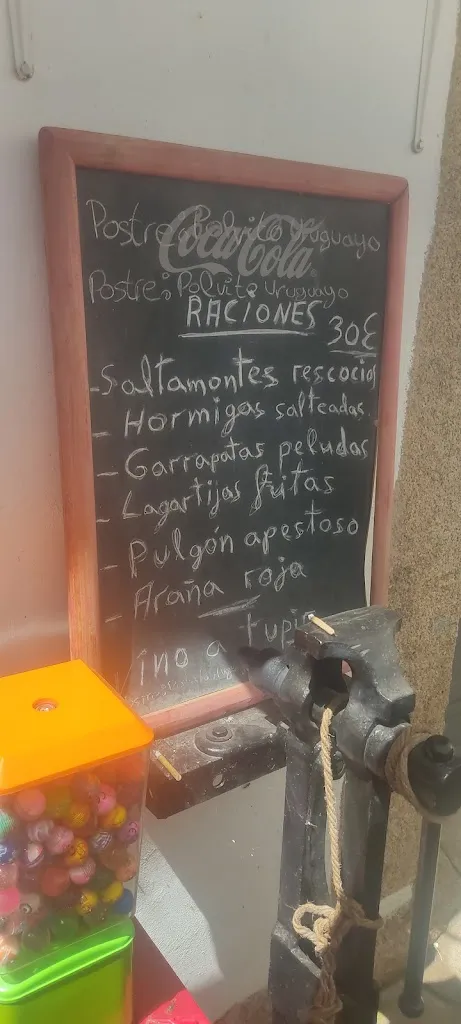 Postre: Polvito Uruguayo
Coca-Cola
Postre: Polvito Uruguayo
RACIONES 30€
- Saltamontes rescocios
- Hormigas salteadas.
- Garrapatas peludas
- Lagartijas fritas
- Pulgón apestoso
- Araña roja
Vino a